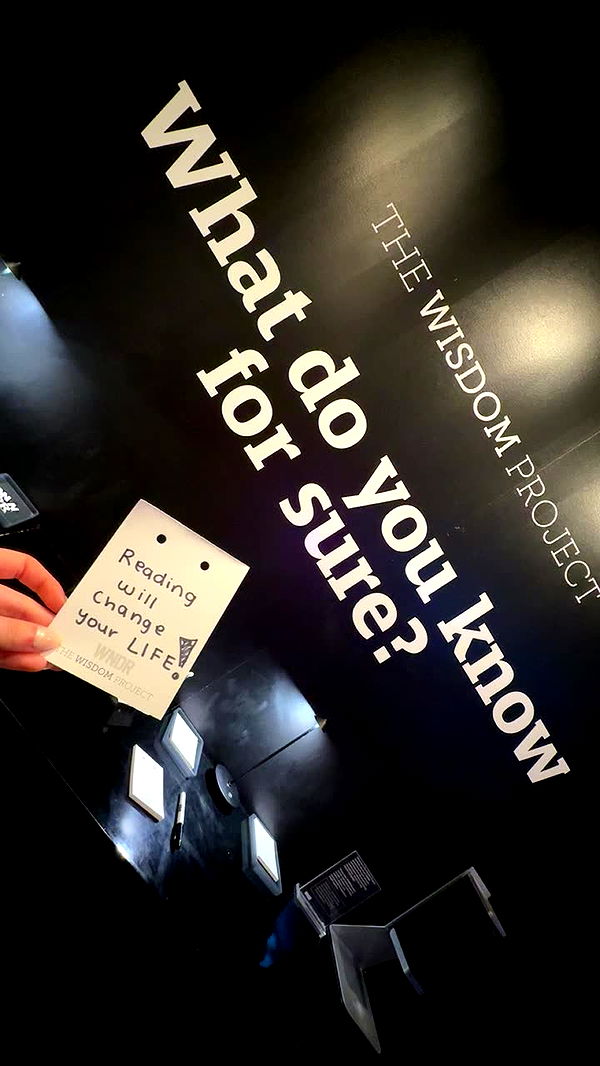 THE WISDOM PROJECT
What do you know
for sure?
Reading
will
Change
your LIFE!
WNDR
THE WISDOM PROJECT